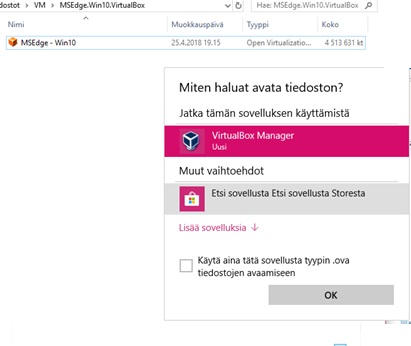 dostot > VM > MSEdge.Win10.VirtualBox
Hae: MSEdge.Win10.VirtualBox
Nimi Muokkauspäivä Tyyppi Koko
MSEdge - Win10 25.4.2018 19.15 Open Virtualizatio... 4 513 631 kt
Miten haluat avata tiedoston?
Jatka tämän sovelluksen käyttämistä
VirtualBox Manager
Uusi
Muut vaihtoehdot
Etsi sovellusta Etsi sovellusta Storesta
Lisää sovelluksia ↓
Käytä aina tätä sovellusta tyypin .ova
tiedostojen avaamiseen
OK